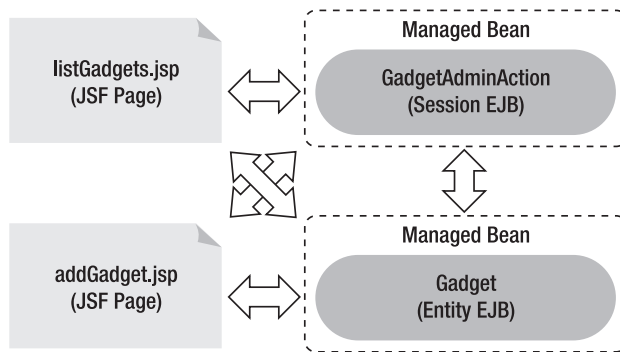 listGadgets.jsp
(JSF Page)
Managed Bean
GadgetAdminAction
(Session EJB)
addGadget.jsp
(JSF Page)
Managed Bean
Gadget
(Entity EJB)